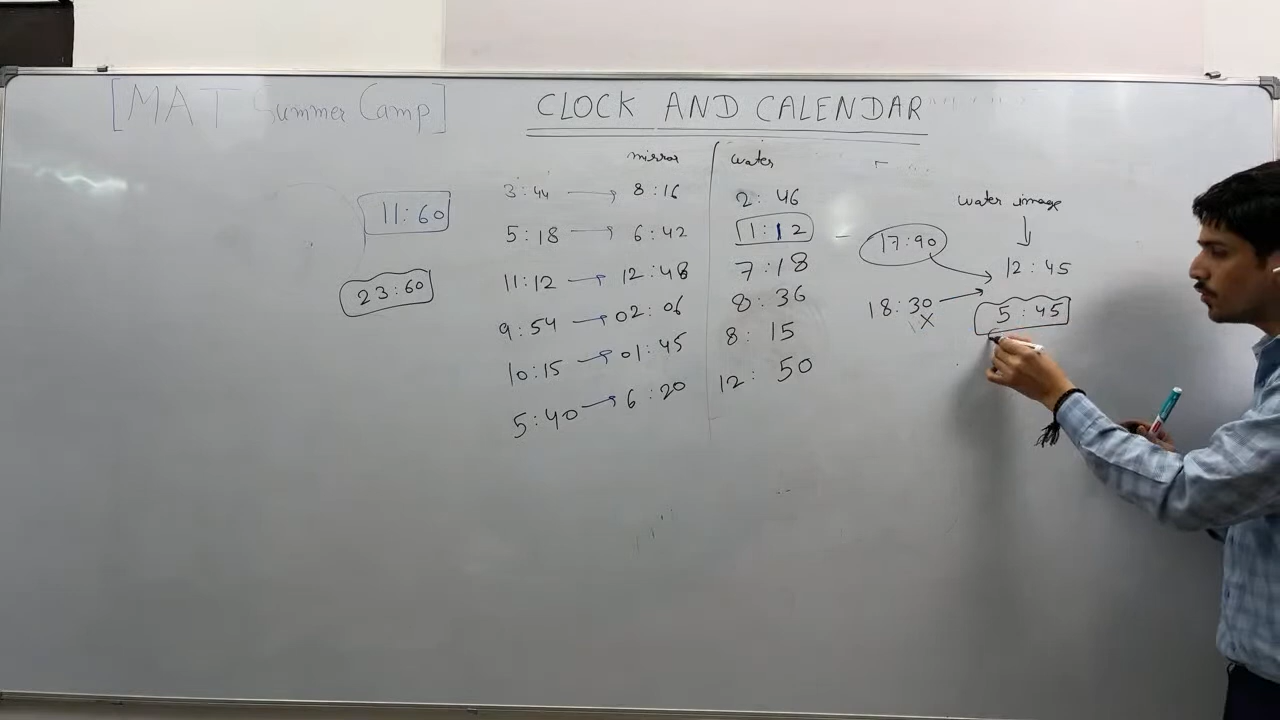 [MAT Summer Camp]
CLOCK AND CALENDAR
mirror
water
3:44 → 8:16
5:18 → 6:42
11:12 → 12:48
9:54 → 02:06
10:15 → 01:45
5:40 → 6:20
2:46
1:12
7:18
8:36
8:15
12:50
11:60
23:60
water image
17:90
12:45
18:30
X
5:45